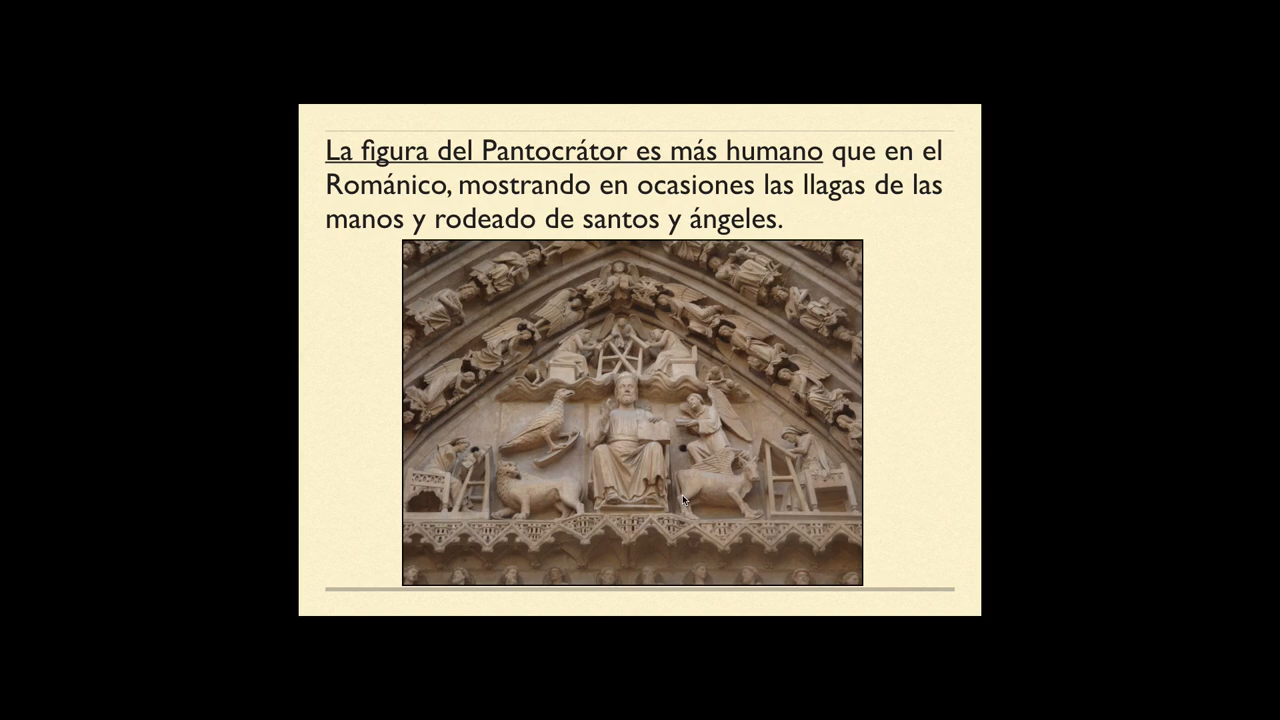 La figura del Pantocrátor es más humano que en el
Románico, mostrando en ocasiones las llagas de las
manos y rodeado de santos y ángeles.